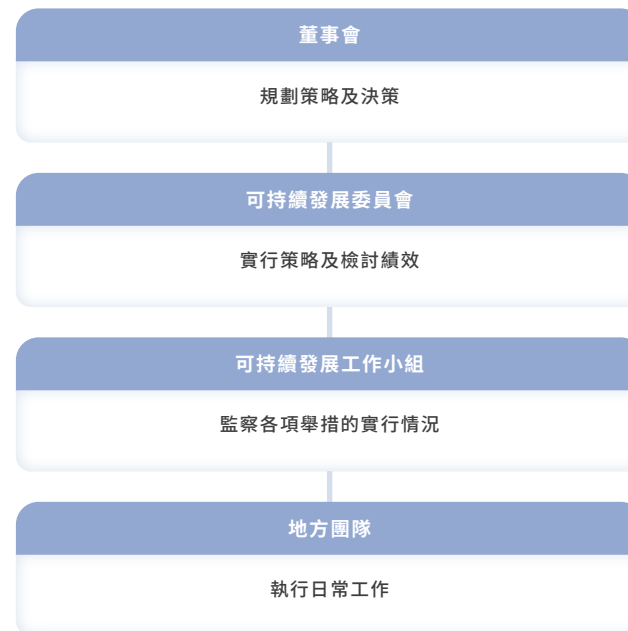 董事會
規劃策略及決策
可持續發展委員會
實行策略及檢討績效
可持續發展工作小組
監察各項舉措的實行情況
地方團隊
執行日常工作